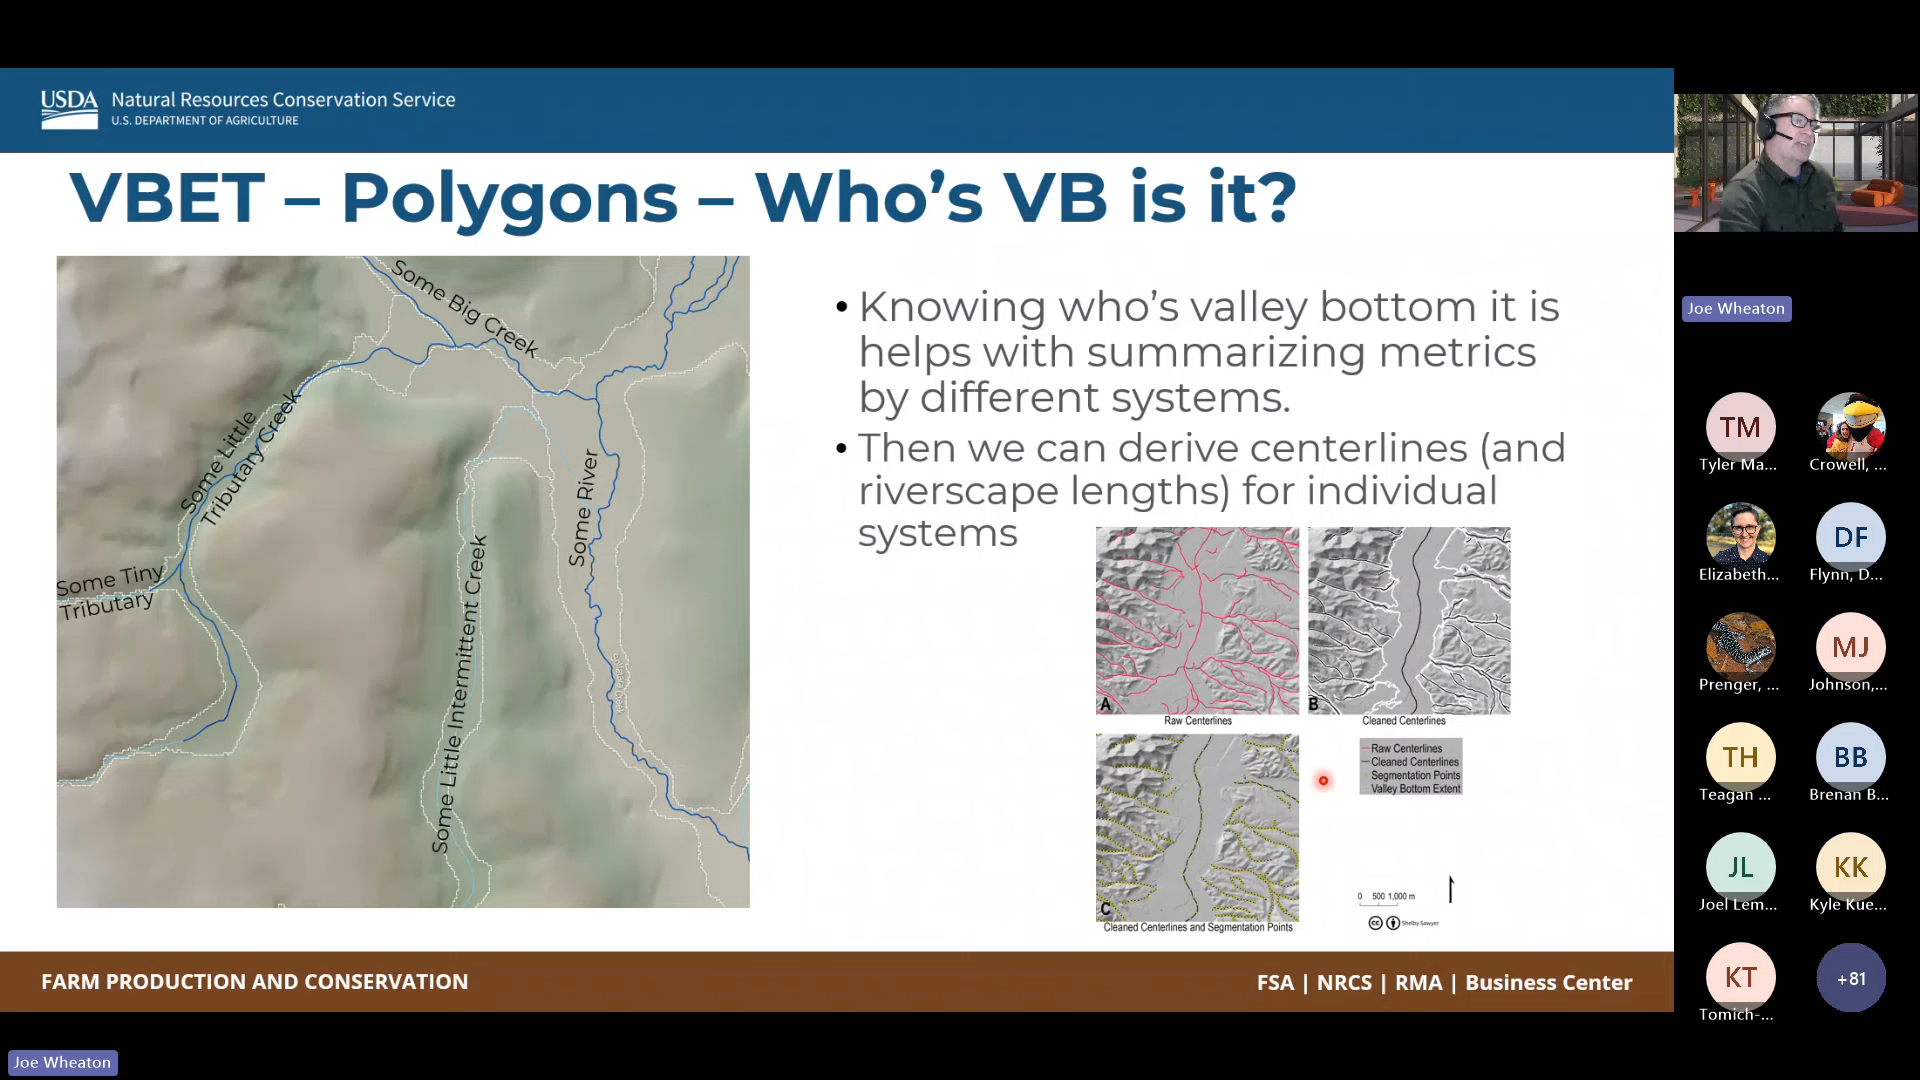 USDA
Natural Resources Conservation Service
U.S. DEPARTMENT OF AGRICULTURE
VBET – Polygons – Who’s VB is it?
Some Big Creek
Some Little
Tributary Creek
Some River
Some Tiny
Tributary
Some Little Intermittent Creek
• Knowing who’s valley bottom it is
helps with summarizing metrics
by different systems.
• Then we can derive centerlines (and
riverscape lengths) for individual
systems
A
Raw Centerlines
B
Cleaned Centerlines
Raw Centerlines
Cleaned Centerlines
Segmentation Points
Valley Bottom Extent
C
Cleaned Centerlines and Segmentation Points
0 500 1,000 m
cc
Shelby Sawyer
FARM PRODUCTION AND CONSERVATION
FSA | NRCS | RMA | Business Center
Joe Wheaton
Joe Wheaton
TM
Tyler Ma...
Crowell, ...
Elizabeth...
DF
Flynn, D...
Prenger, ...
MJ
Johnson,...
TH
Teagan ...
BB
Brenan B...
JL
Joel Lem...
KK
Kyle Kue...
KT
Tomich-...
+81